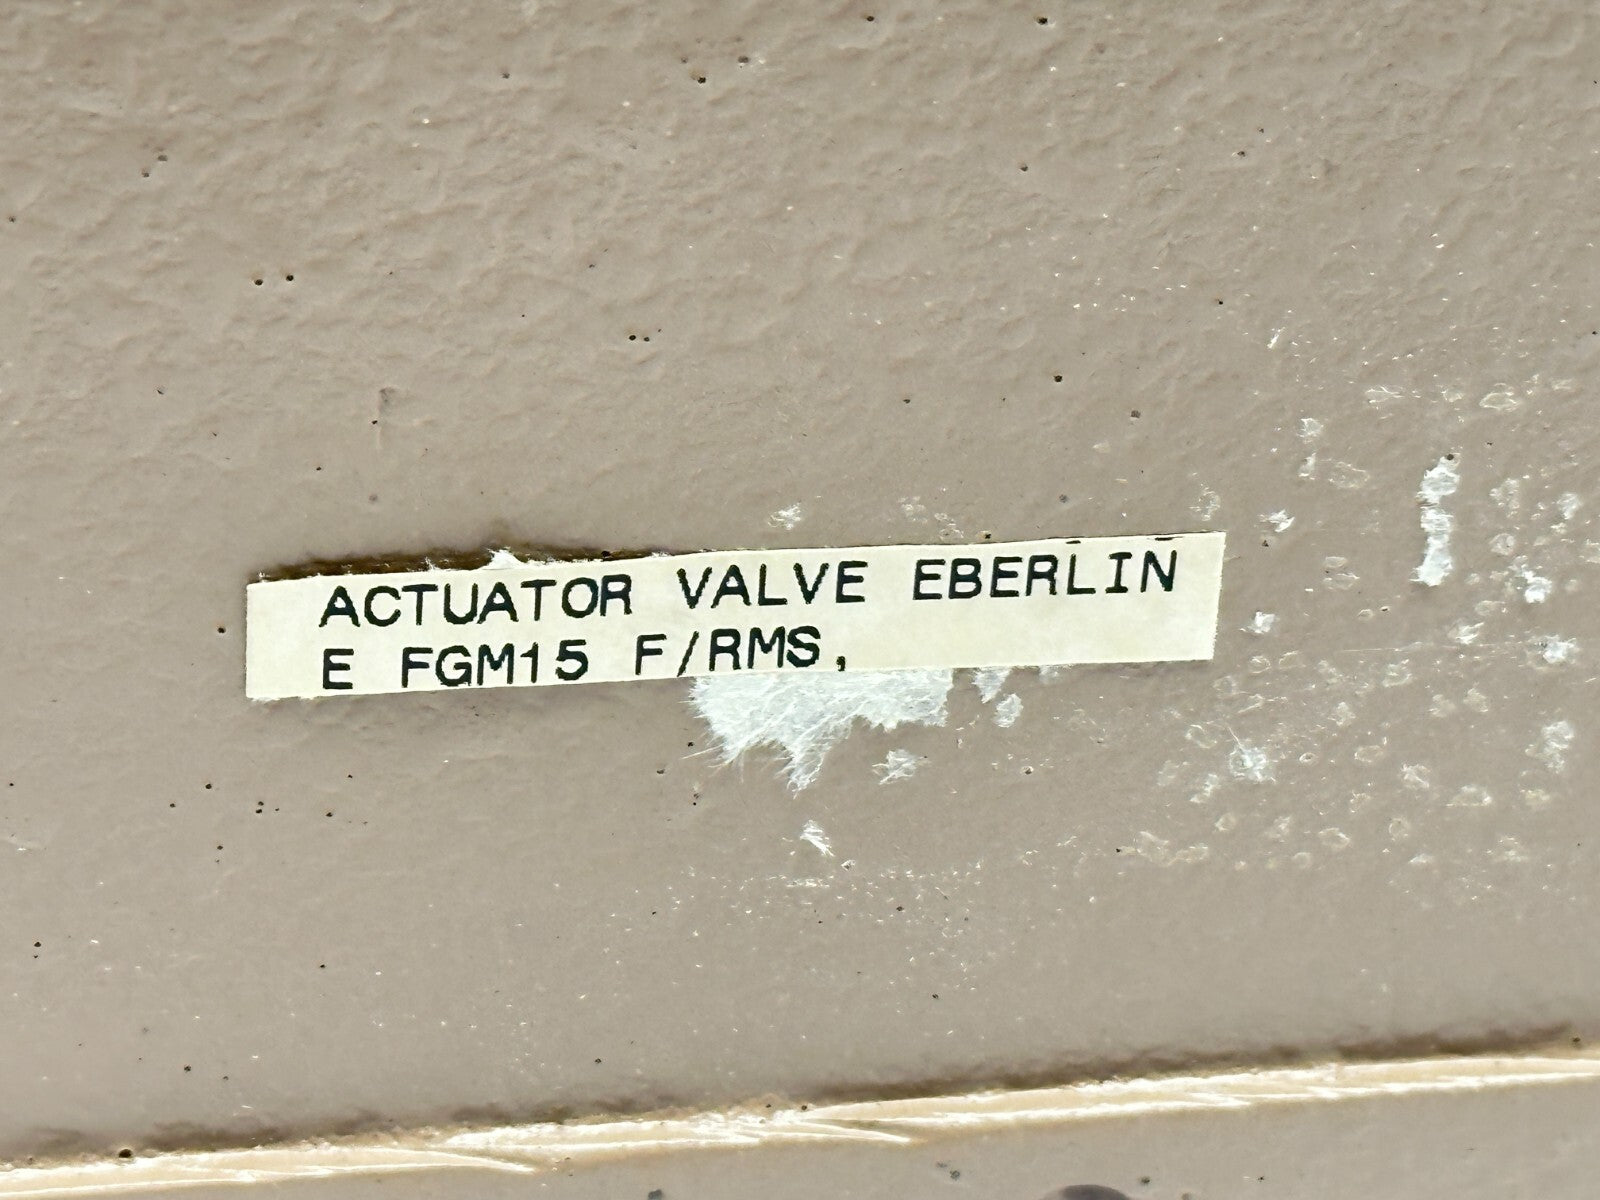 ACTUATOR VALVE EBERLIN
E FGM15 F/RMS,